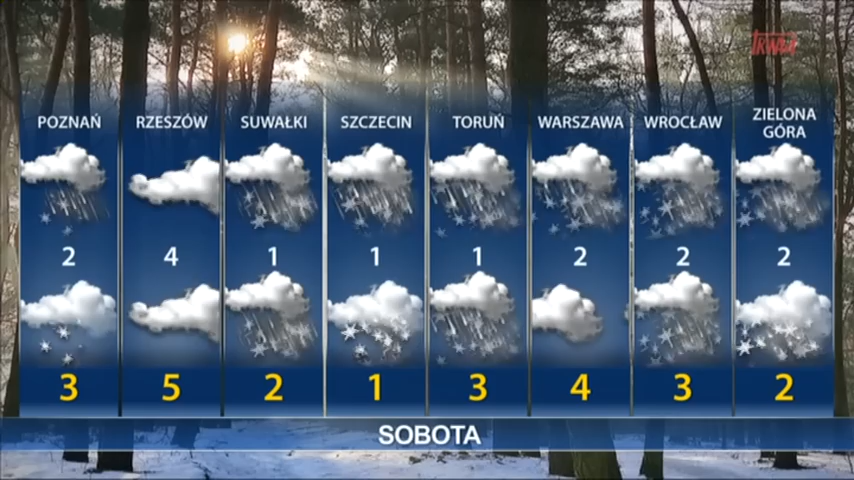 TRWAM
POZNAŃ
RZESZÓW
SUWAŁKI
SZCZECIN
TORUŃ
WARSZAWA
WROCŁAW
ZIELONA
GÓRA
2 4 1 1 1 2 2 2
3 5 2 1 3 4 3 2
SOBOTA